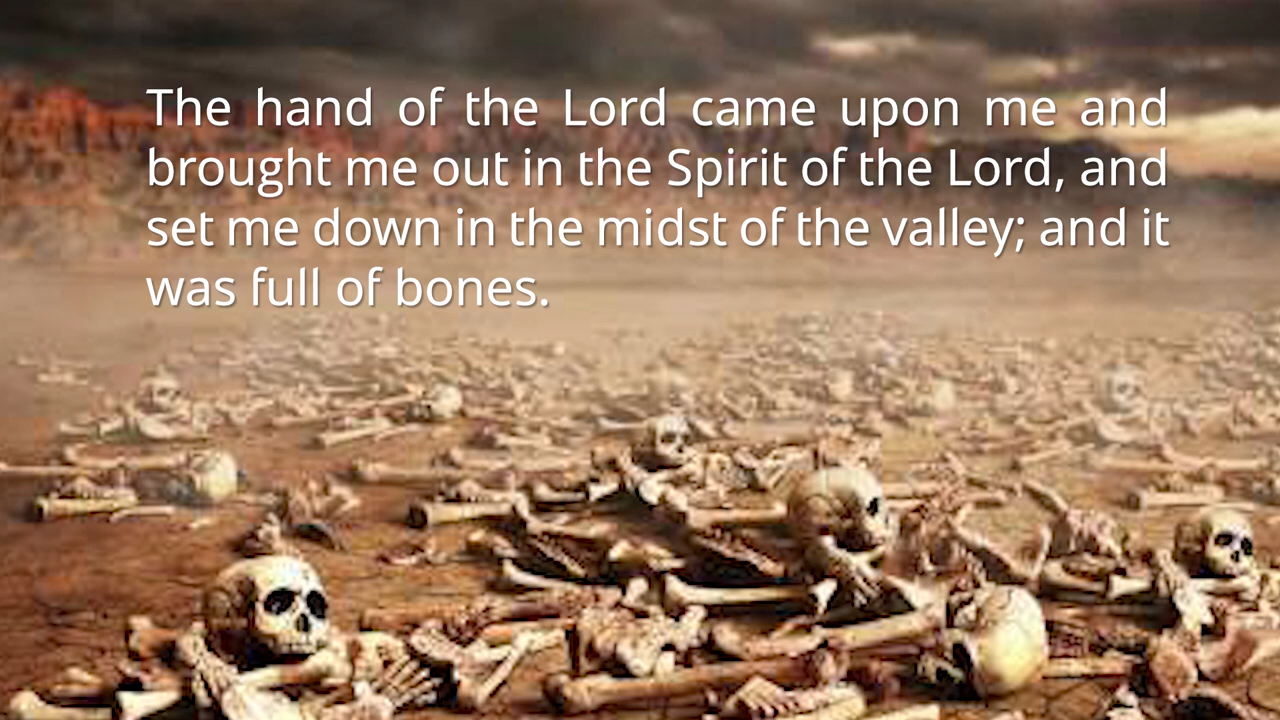 The hand of the Lord came upon me and
brought me out in the Spirit of the Lord, and
set me down in the midst of the valley; and it
was full of bones.